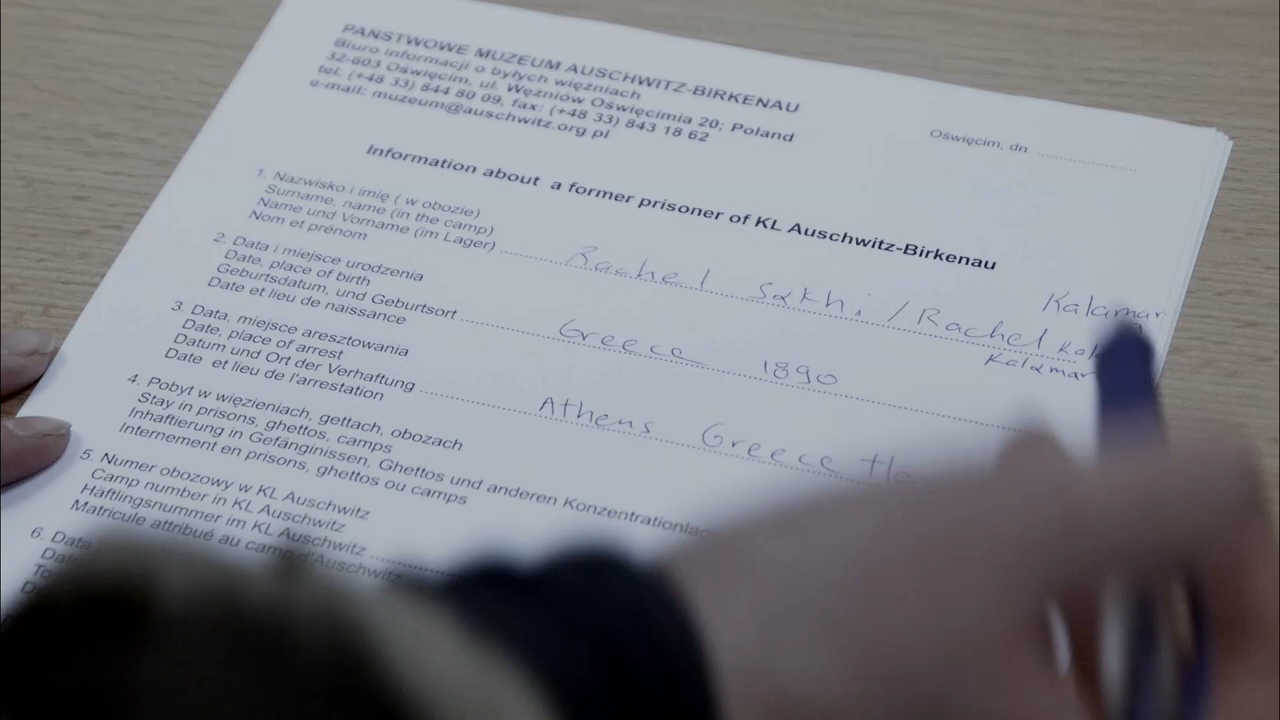 PAŃSTWOWE MUZEUM AUSCHWITZ-BIRKENAU
Biuro informacji o byłych więźniach
32-603 Oświęcim, ul. Więźniów Oświęcimia 20; Poland
tel. (+48 33) 844 80 09, fax: (+48 33) 843 18 62
e-mail: muzeum@auschwitz.org pl
Oświęcim, dn.
Information about a former prisoner of KL Auschwitz-Birkenau
1. Nazwisko i imię ( w obozie)
Surname, name (in the camp)
Name und Vorname (im Lager)
Nom et prénom
Rachel Sakhi / Rachel
Kalamar
Kalamar
2. Data i miejsce urodzenia
Date, place of birth
Geburtsdatum, und Geburtsort
Date et lieu de naissance
Greece 1890
3. Data, miejsce aresztowania
Date, place of arrest
Datum und Ort der Verhaftung
Date et lieu de l'arrestation
Athens Greece
4. Pobyt w więzieniach, gettach, obozach
Stay in prisons, ghettos, camps
Inhaftierung in Gefängnissen, Ghettos und anderen
Internement en prisons, ghettos ou camps
5. Numer obozowy w KL Auschwitz
Camp number in KL Auschwitz
Häftlingsnummer im KL Auschwitz
Matricule attribué au camp d'Auschwitz
6. Data